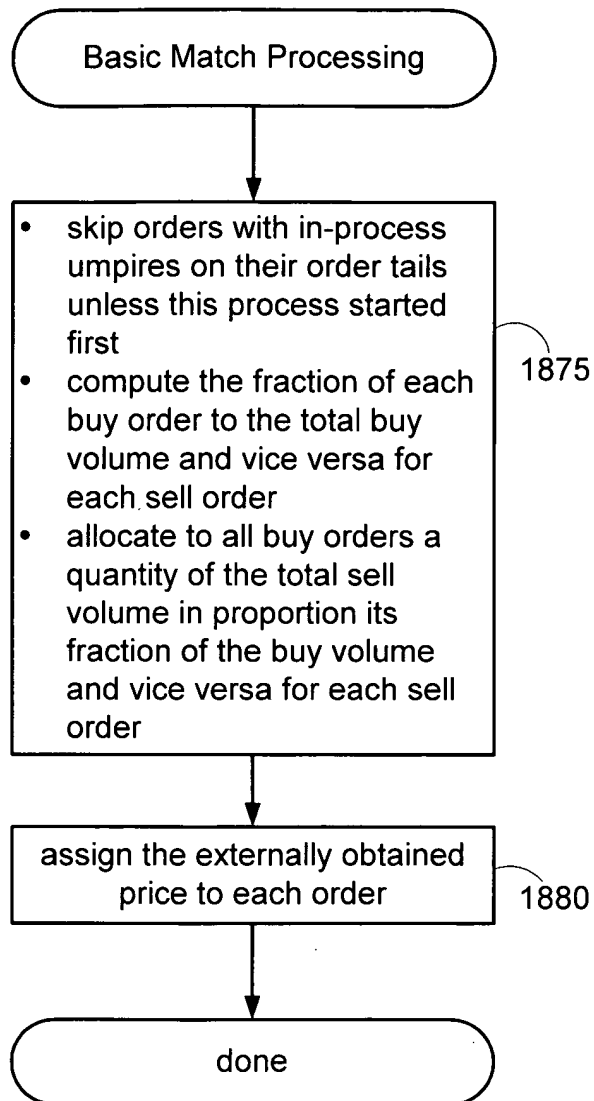 Basic Match Processing
• skip orders with in-process
umpires on their order tails
unless this process started
first
• compute the fraction of each
buy order to the total buy
volume and vice versa for
each sell order
• allocate to all buy orders a
quantity of the total sell
volume in proportion its
fraction of the buy volume
and vice versa for each sell
order
1875
assign the externally obtained
price to each order
1880
done